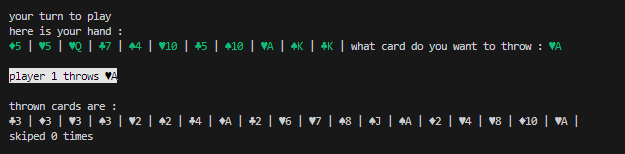 your turn to play
here is your hand :
♦5 | ♥5 | ♥Q | ♣7 | ♠4 | ♥10 | ♣5 | ♠10 | ♥A | ♠K | ♣K | what card do you want to throw : ♥A
player 1 throws ♥A
thrown cards are :
♣3 | ♦3 | ♥3 | ♠3 | ♥2 | ♠2 | ♣4 | ♦A | ♣2 | ♥6 | ♥7 | ♠8 | ♠J | ♠A | ♦2 | ♥4 | ♥8 | ♦10 | ♥A |
skiped 0 times